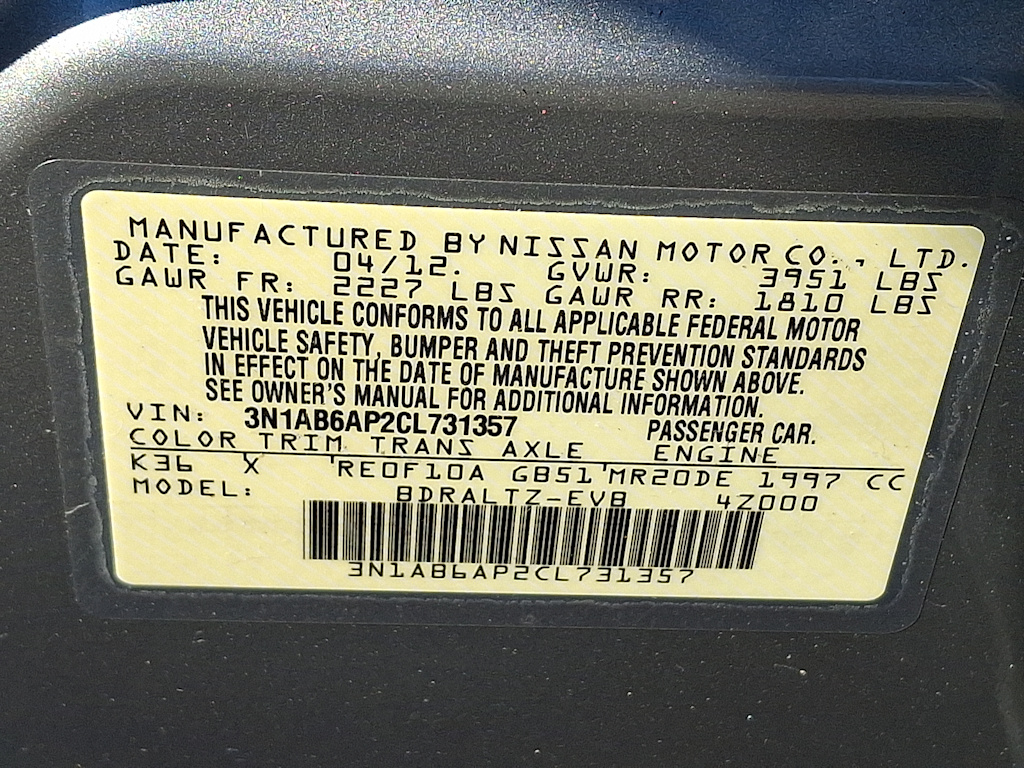 MANUFACTURED BY NISSAN MOTOR CO., LTD.
DATE: 04/12. GVWR: 3951 LBS
GAWR FR: 2227 LBS GAWR RR: 1810 LBS
THIS VEHICLE CONFORMS TO ALL APPLICABLE FEDERAL MOTOR
VEHICLE SAFETY, BUMPER AND THEFT PREVENTION STANDARDS
IN EFFECT ON THE DATE OF MANUFACTURE SHOWN ABOVE.
SEE OWNER'S MANUAL FOR ADDITIONAL INFORMATION.
VIN: 3N1AB6AP2CL731357 PASSENGER CAR.
COLOR TRIM TRANS AXLE ENGINE
K36 X RE0F10A GB51 MR20DE 1997 CC
MODEL: BDRALTZ-EVB 4Z000
3N1AB6AP2CL731357